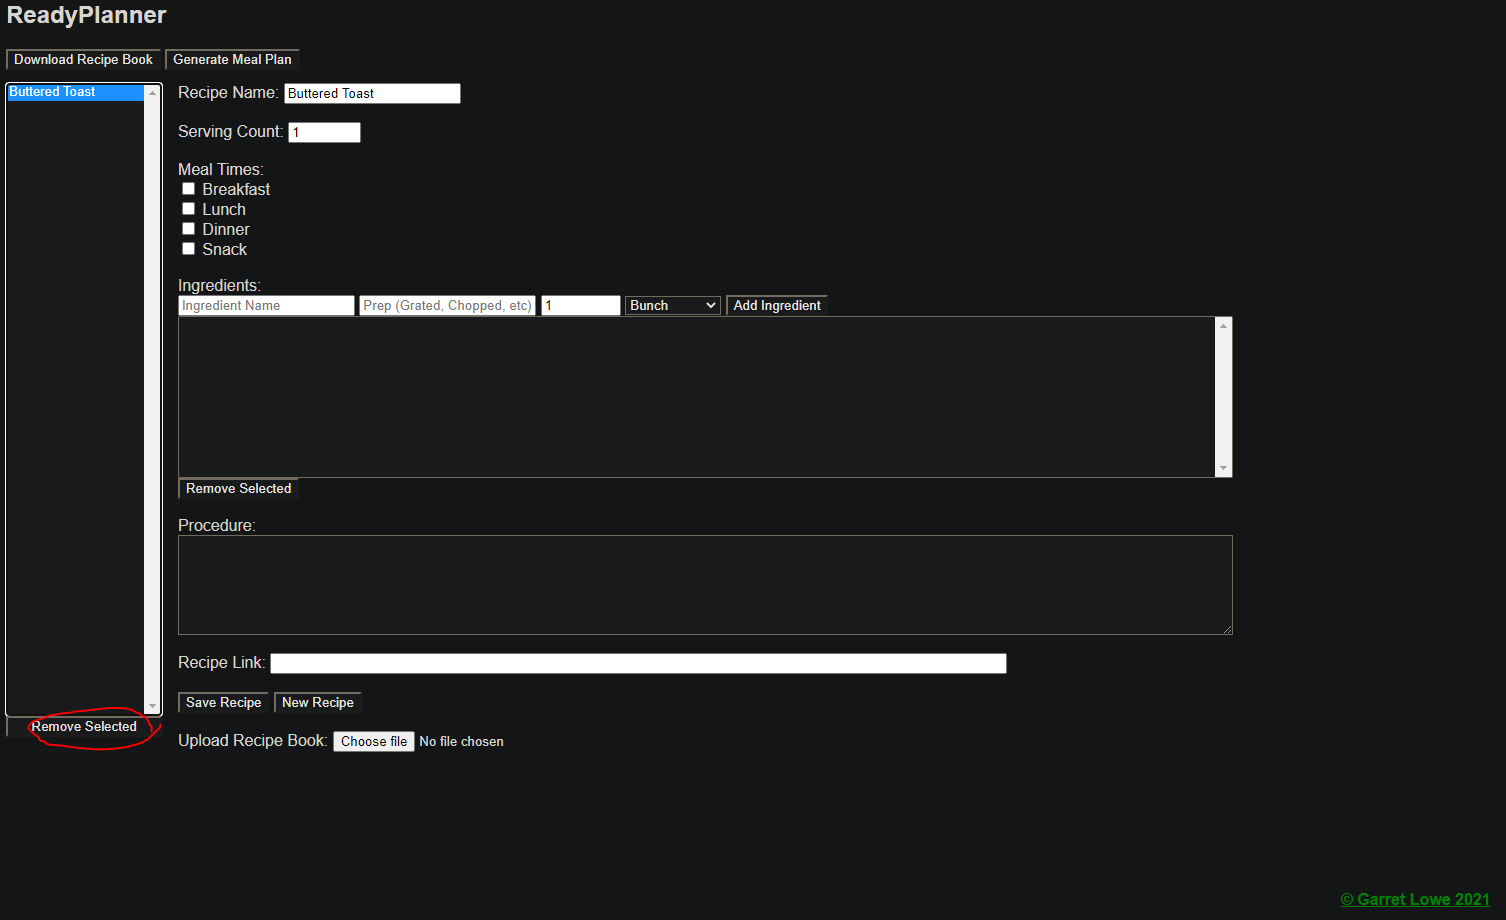 ReadyPlanner
Download Recipe Book Generate Meal Plan
Buttered Toast
Remove Selected
Recipe Name: Buttered Toast
Serving Count: 1
Meal Times:
Breakfast
Lunch
Dinner
Snack
Ingredients:
Ingredient Name Prep (Grated, Chopped, etc) 1 Bunch Add Ingredient
Remove Selected
Procedure:
Recipe Link:
Save Recipe New Recipe
Upload Recipe Book: Choose file No file chosen
© Garret Lowe 2021